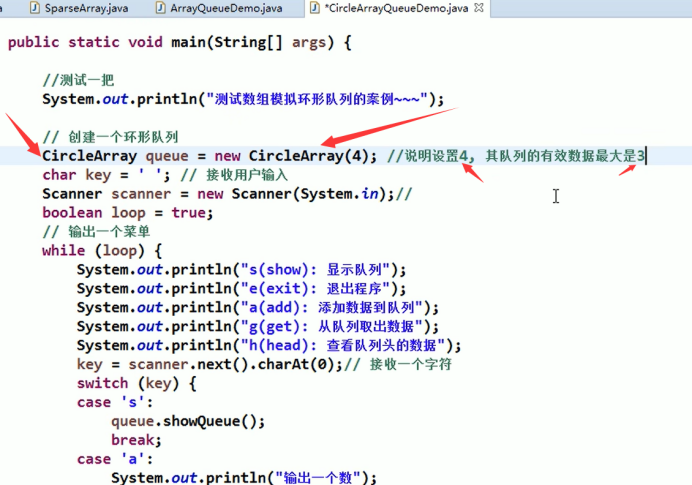 SparseArray.java ArrayQueueDemo.java *CircleArrayQueueDemo.java
public static void main(String[] args) {
//测试一把
System.out.println("测试数组模拟环形队列的案例~~~");
// 创建一个环形队列
CircleArray queue = new CircleArray(4); //说明设置4, 其队列的有效数据最大是3
char key = ' '; // 接收用户输入
Scanner scanner = new Scanner(System.in);//
boolean loop = true;
// 输出一个菜单
while (loop) {
System.out.println("s(show): 显示队列");
System.out.println("e(exit): 退出程序");
System.out.println("a(add): 添加数据到队列");
System.out.println("g(get): 从队列取出数据");
System.out.println("h(head): 查看队列头的数据");
key = scanner.next().charAt(0);// 接收一个字符
switch (key) {
case 's':
queue.showQueue();
break;
case 'a':
System.out.println("输出一个数");